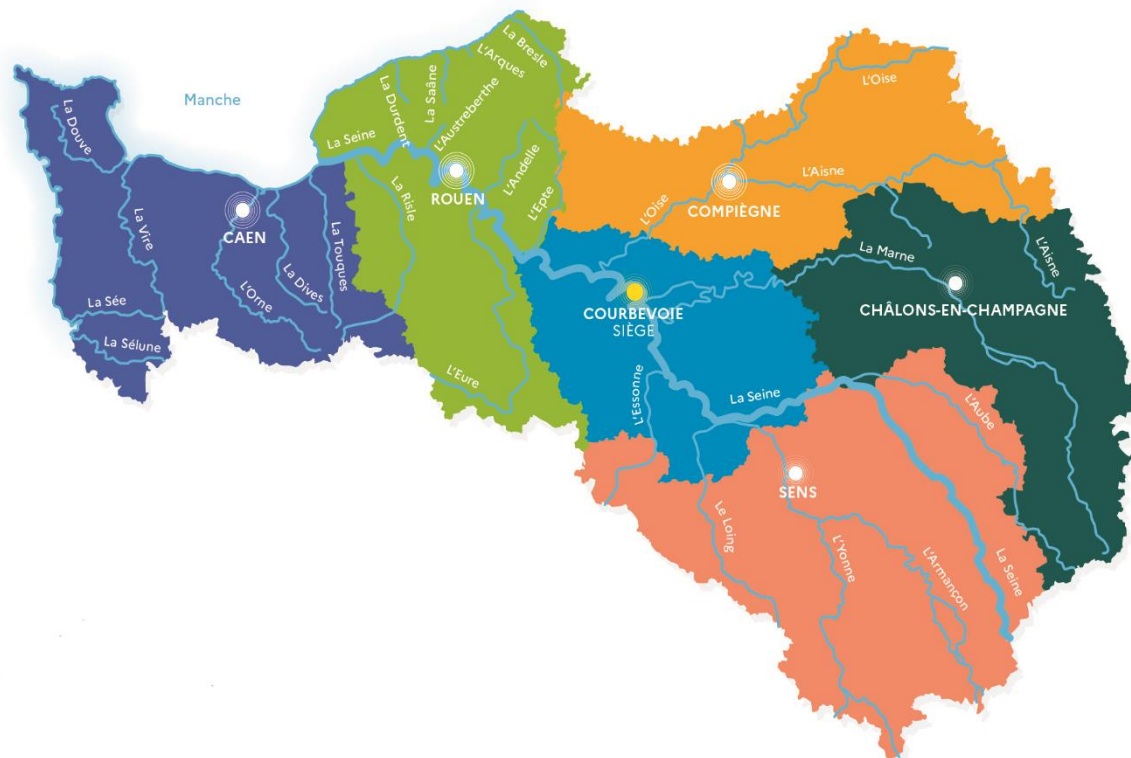 Manche
La Douve
La Vire
La Sée
La Sélune
CAEN
L'Orne
La Dives
La Touques
La Seine
La Durdent
La Saâne
L'Austreberthe
L'Arques
La Bresle
ROUEN
La Risle
L'Andelle
L'Epte
L'Eure
L'Oise
L'Aisne
L'Oise
COMPIÈGNE
La Marne
L'Aisne
CHÂLONS-EN-CHAMPAGNE
COURBEVOIE
SIÈGE
L'Essonne
La Seine
L'Aube
SENS
Le Loing
L'Yonne
L'Armançon
La Seine